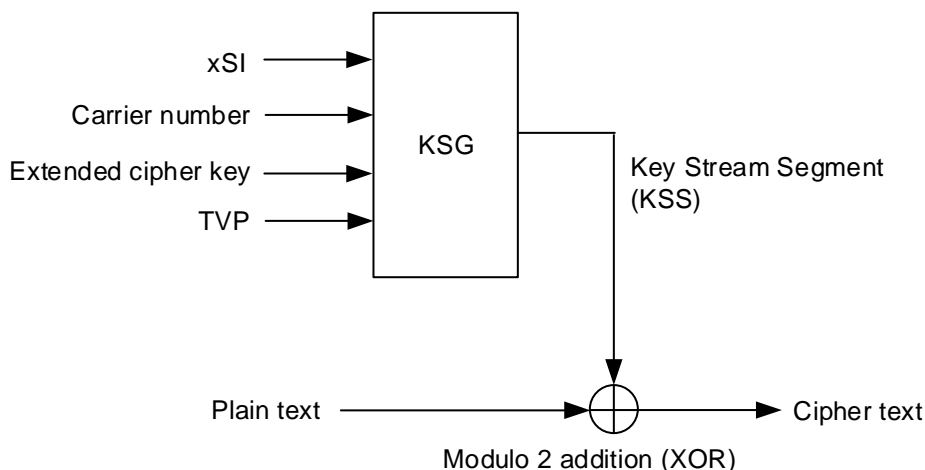 xSI
Carrier number
Extended cipher key
TVP
KSG
Key Stream Segment
(KSS)
Plain text
Cipher text
Modulo 2 addition (XOR)